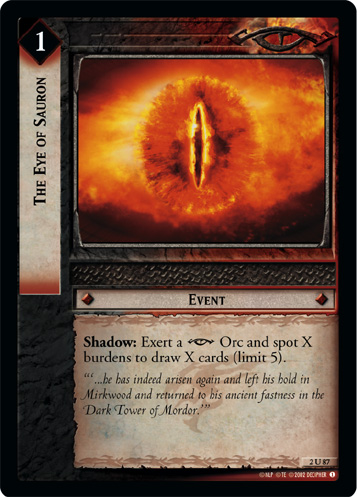 1
THE EYE OF SAURON
EVENT
Shadow: Exert a Orc and spot X
burdens to draw X cards (limit 5).
“‘...he has indeed arisen again and left his hold in
Mirkwood and returned to his ancient fastness in the
Dark Tower of Mordor.’”
2 U 87
©NLP ™TE ©2002 DECIPHER